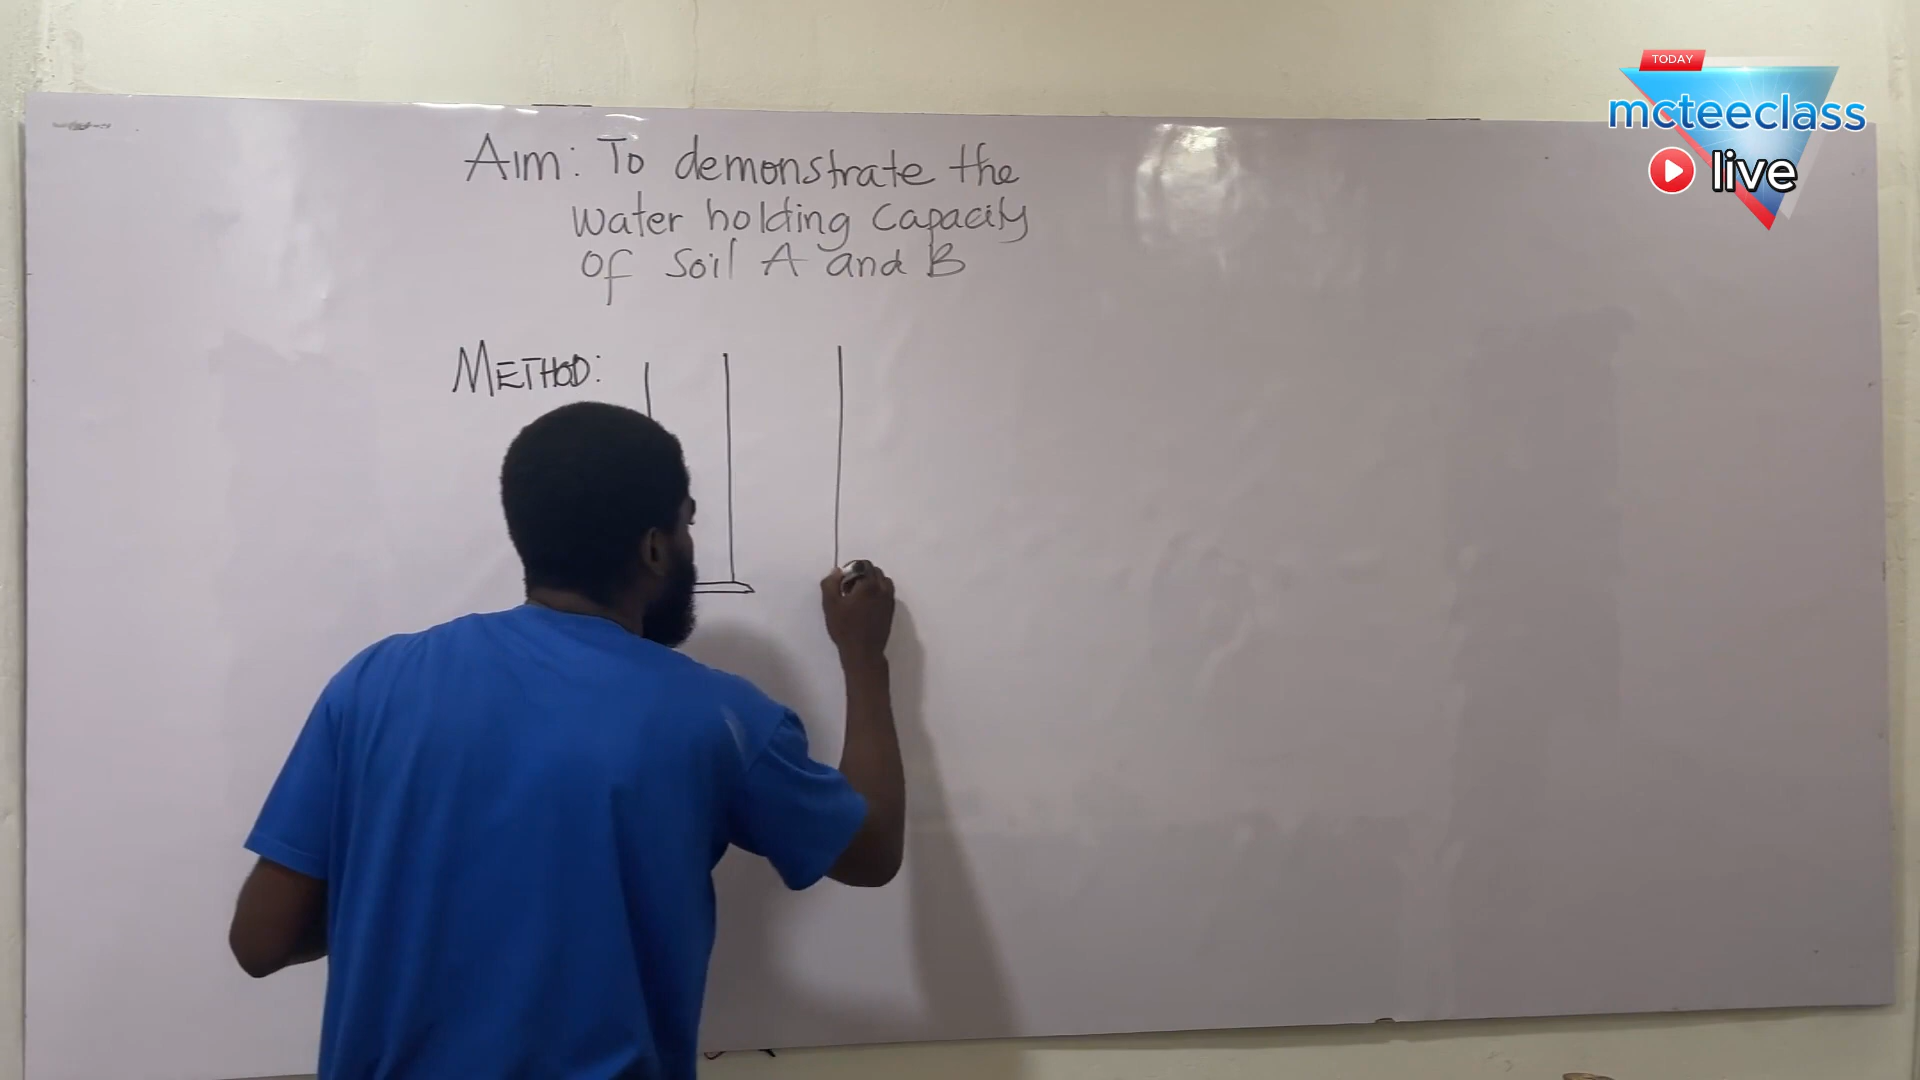 Aim: To demonstrate the
water holding capacity
of soil A and B
METHOD:
TODAY
mcteeclass
live